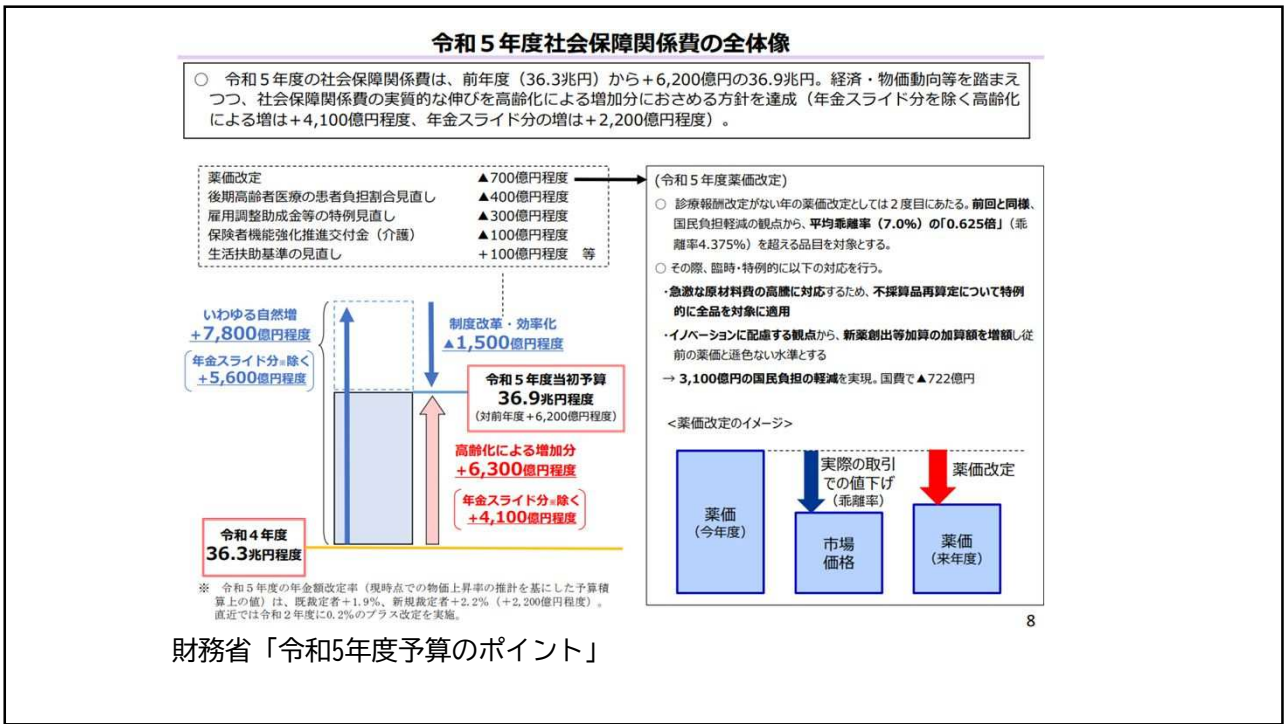 令和５年度社会保障関係費の全体像
○　令和５年度の社会保障関係費は、前年度（36.3兆円）から＋6,200億円の36.9兆円。経済・物価動向等を踏まえ
つつ、社会保障関係費の実質的な伸びを高齢化による増加分におさめる方針を達成（年金スライド分を除く高齢化
による増は＋4,100億円程度、年金スライド分の増は＋2,200億円程度）。
薬価改定　▲700億円程度
後期高齢者医療の患者負担割合見直し　▲400億円程度
雇用調整助成金等の特例見直し　▲300億円程度
保険者機能強化推進交付金（介護）　▲100億円程度
生活扶助基準の見直し　＋100億円程度　等
いわゆる自然増
＋7,800億円程度
年金スライド分※除く
＋5,600億円程度
制度改革・効率化
▲1,500億円程度
令和５年度当初予算
36.9兆円程度
（対前年度＋6,200億円程度）
高齢化による増加分
＋6,300億円程度
年金スライド分※除く
＋4,100億円程度
令和４年度
36.3兆円程度
※　令和５年度の年金額改定率（現時点での物価上昇率の推計を基にした予算積
算上の値）は、既裁定者＋1.9％、新規裁定者＋2.2％（＋2,200億円程度）。
直近では令和２年度に0.2％のプラス改定を実施。
(令和５年度薬価改定)
○　診療報酬改定がない年の薬価改定としては２度目にあたる。前回と同様、
国民負担軽減の観点から、平均乖離率（7.0％）の「0.625倍」（乖
離率4.375％）を超える品目を対象とする。
○ その際、臨時・特例的に以下の対応を行う。
・急激な原材料費の高騰に対応するため、不採算品再算定について特例
的に全品を対象に適用
・イノベーションに配慮する観点から、新薬創出等加算の加算額を増額し従
前の薬価と遜色ない水準とする
→ 3,100億円の国民負担の軽減を実現。国費で▲722億円
＜薬価改定のイメージ＞
薬価
（今年度）
実際の取引
での値下げ
（乖離率）
市場
価格
薬価改定
薬価
（来年度）
8
財務省「令和5年度予算のポイント」